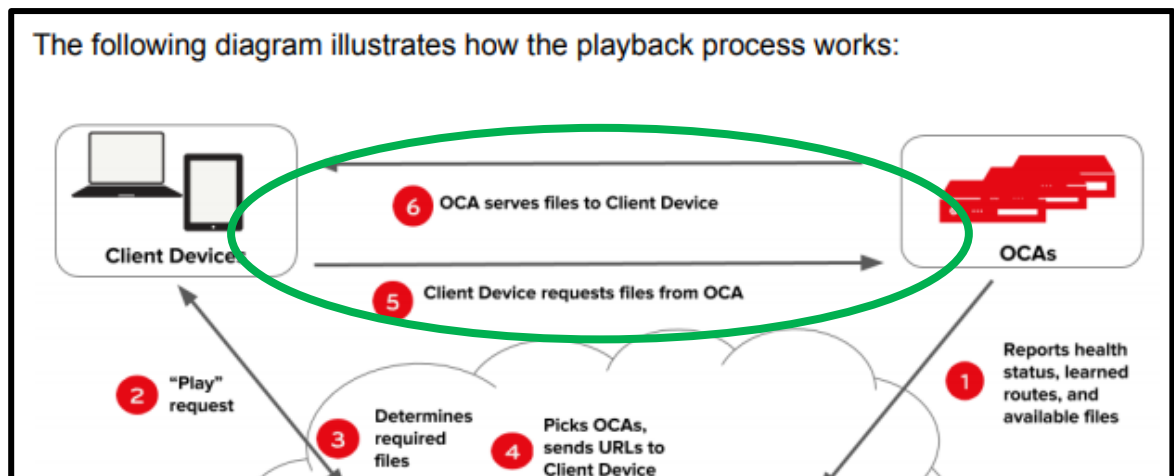 The following diagram illustrates how the playback process works:
6 OCA serves files to Client Device
Client Devices
OCAs
5 Client Device requests files from OCA
2 "Play"
request
1 Reports health
status, learned
routes, and
available files
3 Determines
required
files
4 Picks OCAs,
sends URLs to
Client Device